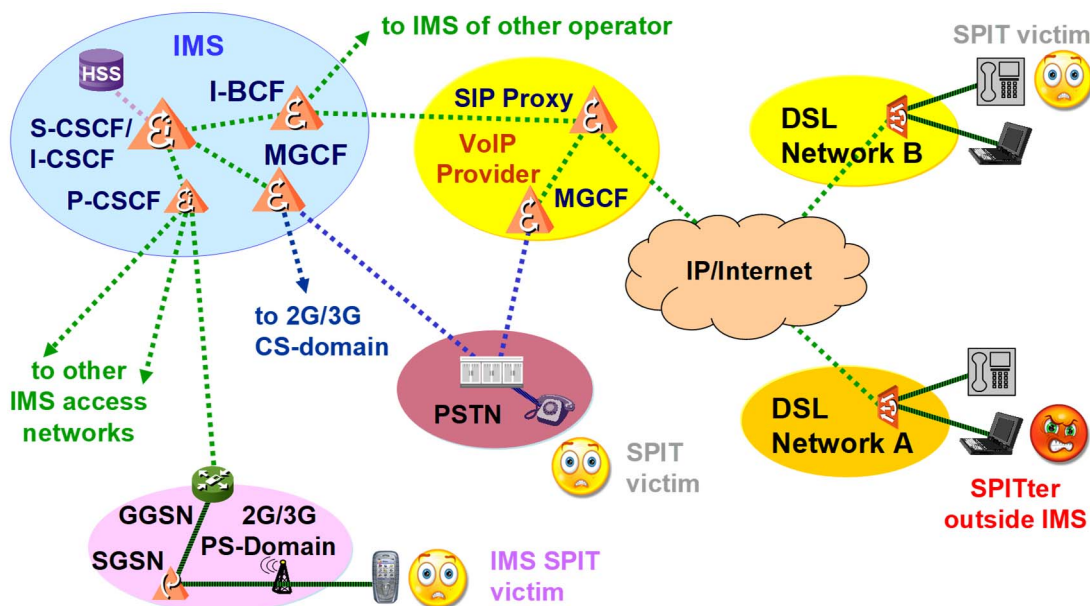 to IMS of other operator
SPIT victim
IMS
HSS
I-BCF
SIP Proxy
S-CSCF/
I-CSCF
VoIP
Provider
DSL
Network B
MGCF
P-CSCF
MGCF
IP/Internet
to 2G/3G
CS-domain
to other
IMS access
networks
PSTN
DSL
Network A
SPIT
victim
SPITter
outside IMS
GGSN
2G/3G
PS-Domain
SGSN
IMS SPIT
victim